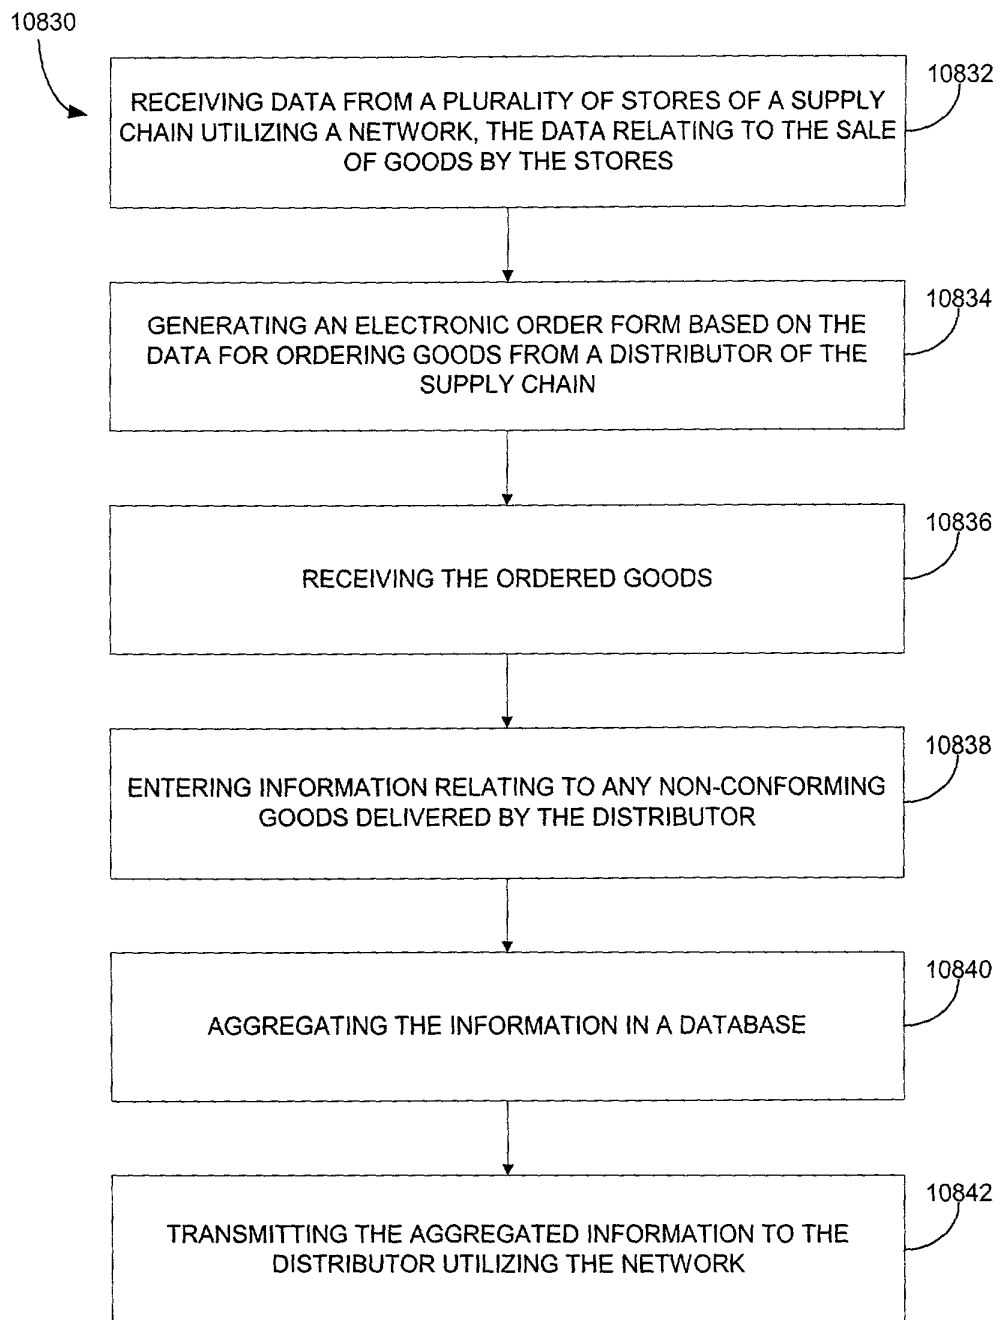 10830
10832
RECEIVING DATA FROM A PLURALITY OF STORES OF A SUPPLY
CHAIN UTILIZING A NETWORK, THE DATA RELATING TO THE SALE
OF GOODS BY THE STORES
10834
GENERATING AN ELECTRONIC ORDER FORM BASED ON THE
DATA FOR ORDERING GOODS FROM A DISTRIBUTOR OF THE
SUPPLY CHAIN
10836
RECEIVING THE ORDERED GOODS
10838
ENTERING INFORMATION RELATING TO ANY NON-CONFORMING
GOODS DELIVERED BY THE DISTRIBUTOR
10840
AGGREGATING THE INFORMATION IN A DATABASE
10842
TRANSMITTING THE AGGREGATED INFORMATION TO THE
DISTRIBUTOR UTILIZING THE NETWORK